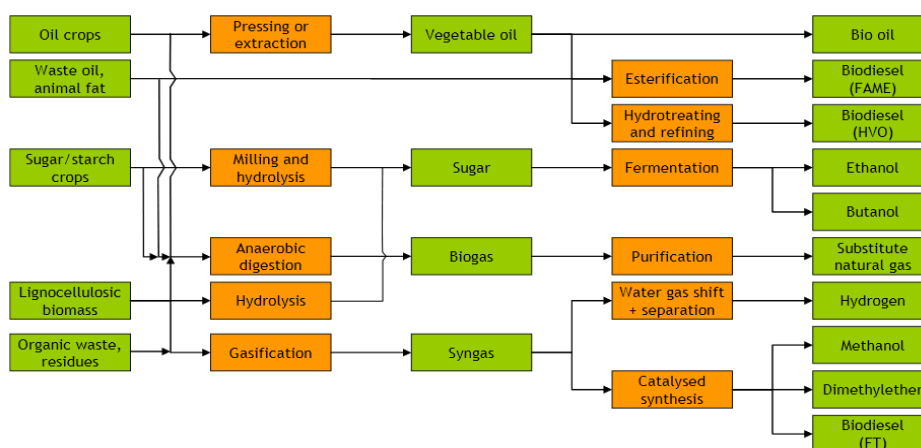 Oil crops
Pressing or
extraction
Vegetable oil
Bio oil
Waste oil,
animal fat
Esterification
Biodiesel
(FAME)
Hydrotreating
and refining
Biodiesel
(HVO)
Sugar/starch
crops
Milling and
hydrolysis
Sugar
Fermentation
Ethanol
Butanol
Anaerobic
digestion
Biogas
Purification
Substitute
natural gas
Lignocellulosic
biomass
Hydrolysis
Water gas shift
+ separation
Hydrogen
Organic waste,
residues
Gasification
Syngas
Methanol
Catalysed
synthesis
Dimethylether
Biodiesel
(FT)